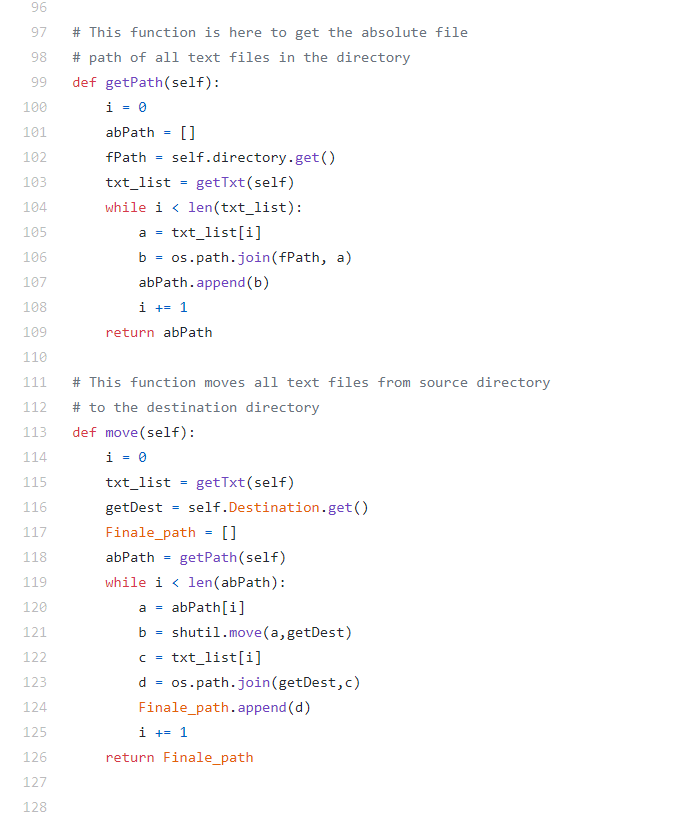 96
97 # This function is here to get the absolute file
98 # path of all text files in the directory
99 def getPath(self):
100     i = 0
101     abPath = []
102     fPath = self.directory.get()
103     txt_list = getTxt(self)
104     while i < len(txt_list):
105         a = txt_list[i]
106         b = os.path.join(fPath, a)
107         abPath.append(b)
108         i += 1
109     return abPath
110
111 # This function moves all text files from source directory
112 # to the destination directory
113 def move(self):
114     i = 0
115     txt_list = getTxt(self)
116     getDest = self.Destination.get()
117     Finale_path = []
118     abPath = getPath(self)
119     while i < len(abPath):
120         a = abPath[i]
121         b = shutil.move(a,getDest)
122         c = txt_list[i]
123         d = os.path.join(getDest,c)
124         Finale_path.append(d)
125         i += 1
126     return Finale_path
127
128